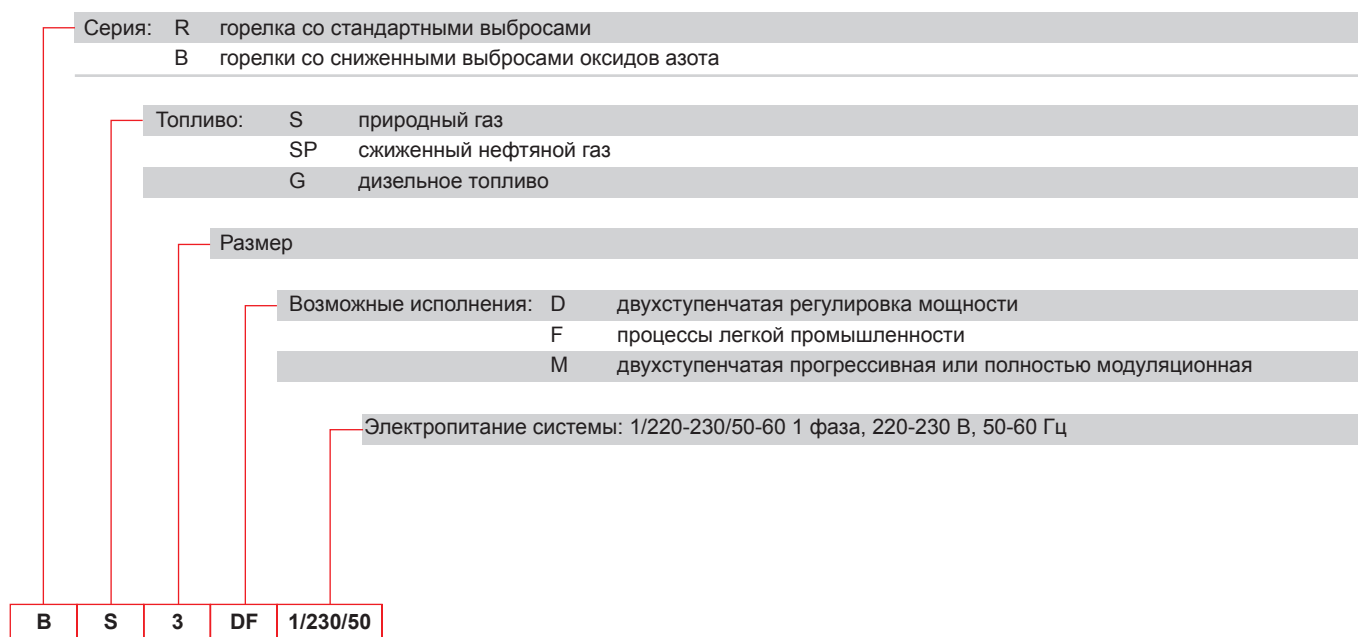 Серия: R горелка со стандартными выбросами
B горелки со сниженными выбросами оксидов азота
Топливо: S природный газ
SP сжиженный нефтяной газ
G дизельное топливо
Размер
Возможные исполнения: D двухступенчатая регулировка мощности
F процессы легкой промышленности
M двухступенчатая прогрессивная или полностью модуляционная
Электропитание системы: 1/220-230/50-60 1 фаза, 220-230 В, 50-60 Гц
B S 3 DF 1/230/50